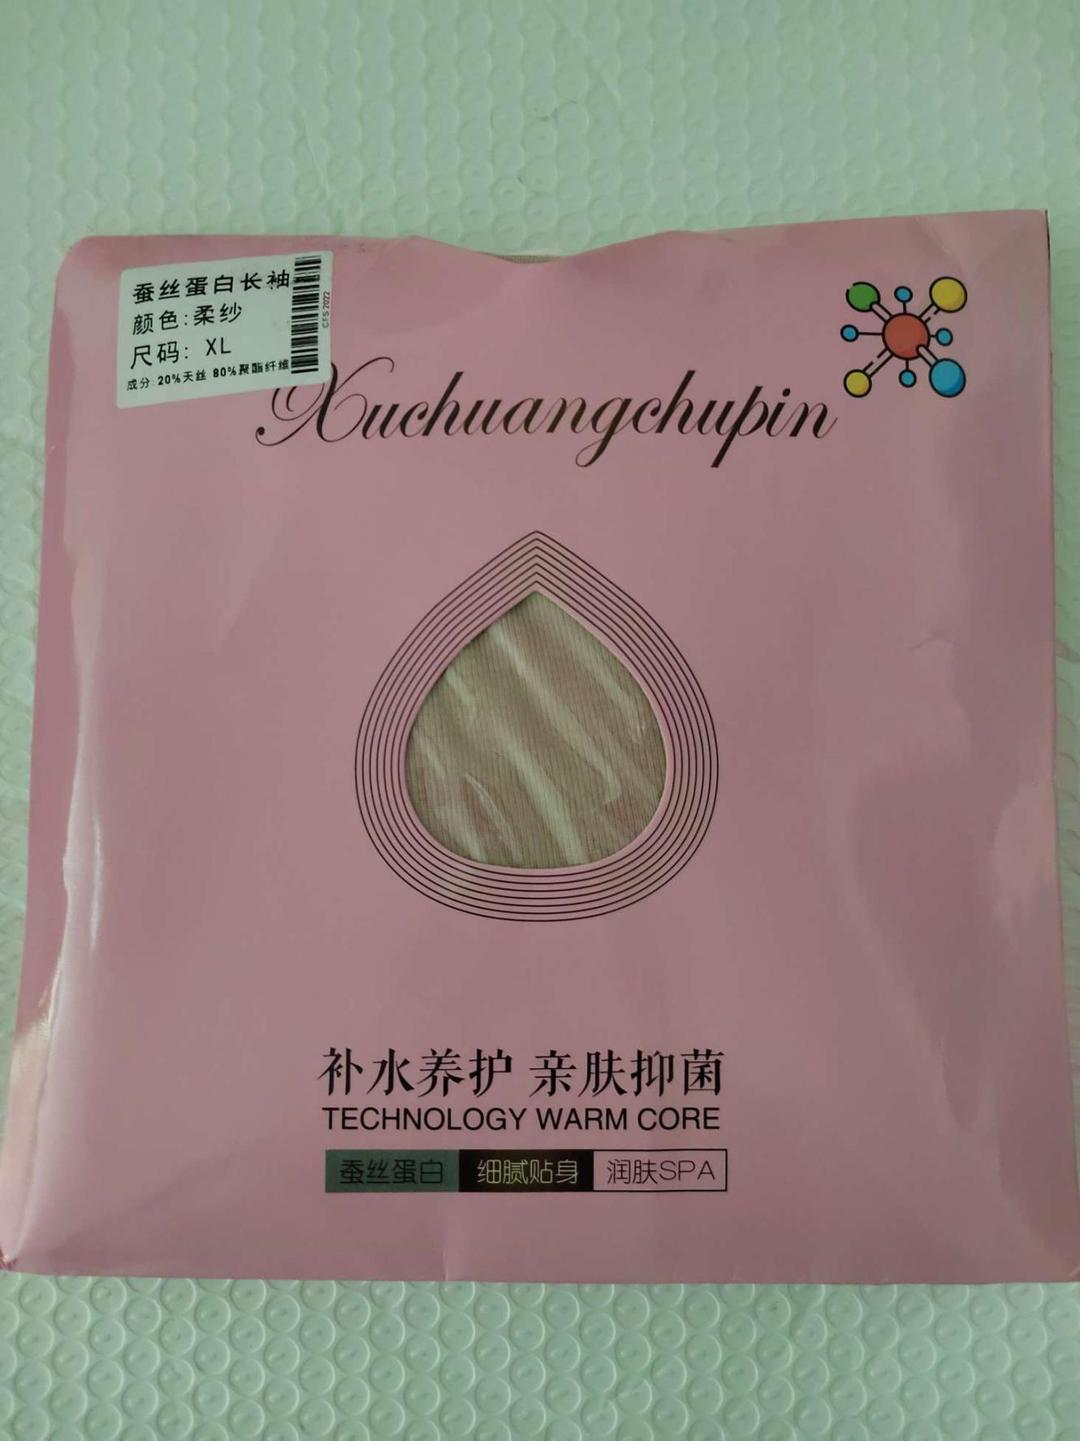 蚕丝蛋白长袖
颜色:柔纱
尺码: XL
成分:20%天丝 80%聚酯纤维
CFS 2022
Xuchuangchupin
补水养护 亲肤抑菌
TECHNOLOGY WARM CORE
蚕丝蛋白 细腻贴身 润肤SPA